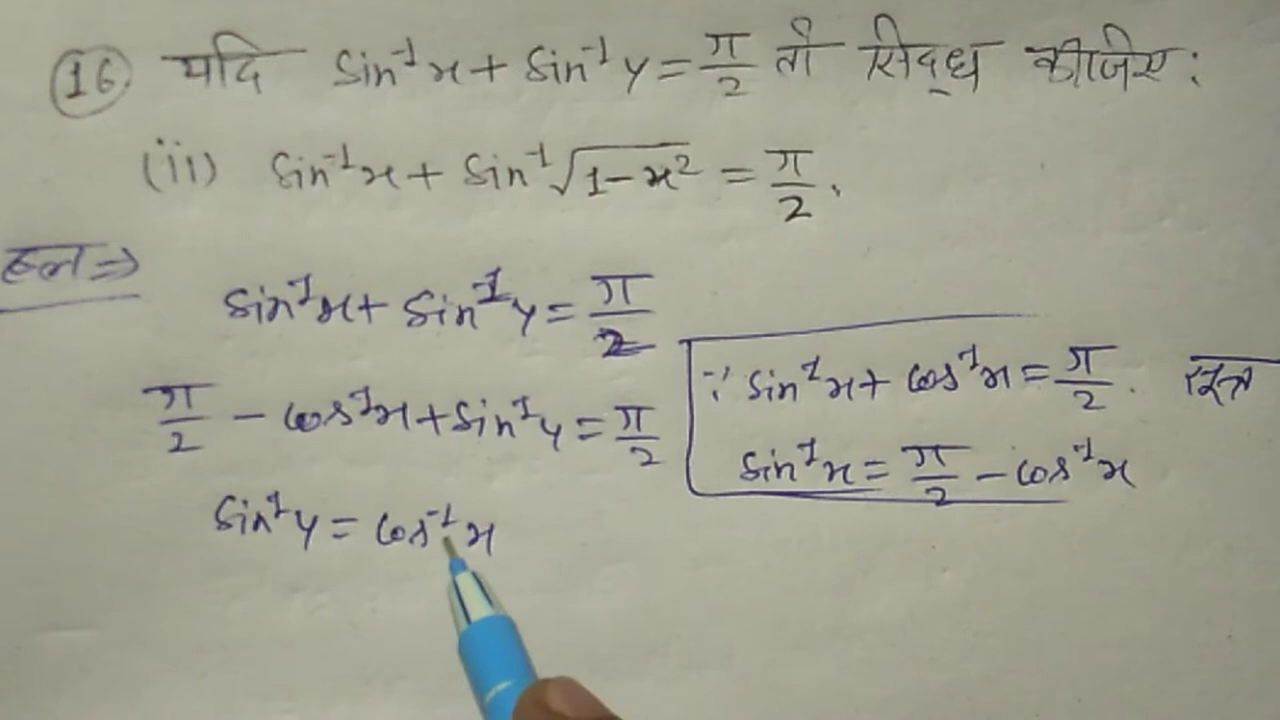 (16) यदि sin⁻¹x + sin⁻¹y = π/2 तो सिद्ध कीजिए :
(ii) sin⁻¹x + sin⁻¹√(1-x²) = π/2.
हल ⇒
sin⁻¹x + sin⁻¹y = π/2
π/2 - cos⁻¹x + sin⁻¹y = π/2
sin⁻¹y = cos⁻¹x
∵ sin⁻¹x + cos⁻¹x = π/2. सूत्र
sin⁻¹x = π/2 - cos⁻¹x